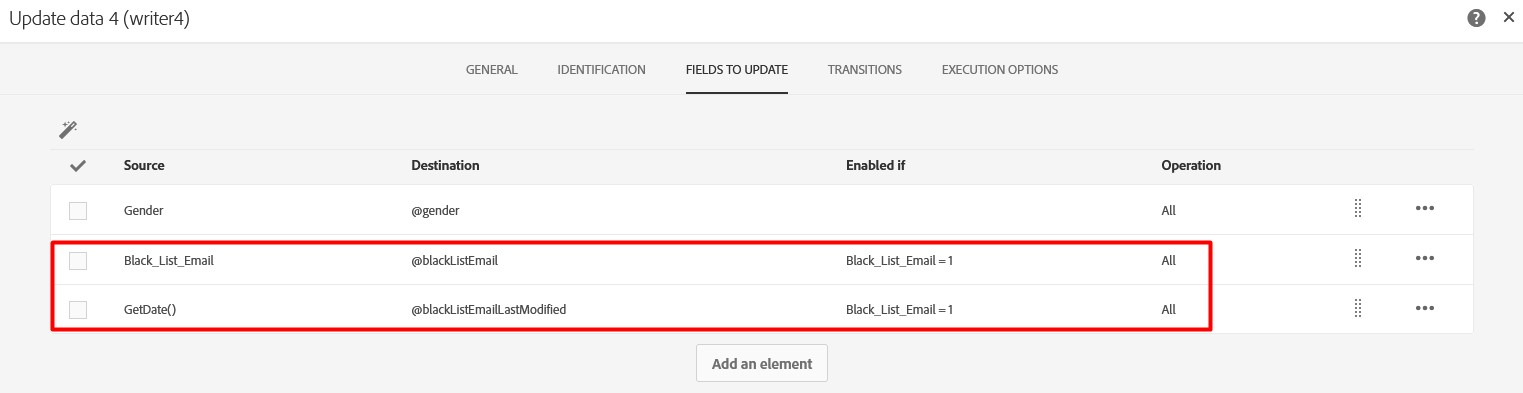 Update data 4 (writer4)
GENERAL IDENTIFICATION FIELDS TO UPDATE TRANSITIONS EXECUTION OPTIONS
Source Destination Enabled if Operation
Gender @gender All
Black_List_Email @blackListEmail Black_List_Email = 1 All
GetDate() @blackListEmailLastModified Black_List_Email = 1 All
Add an element